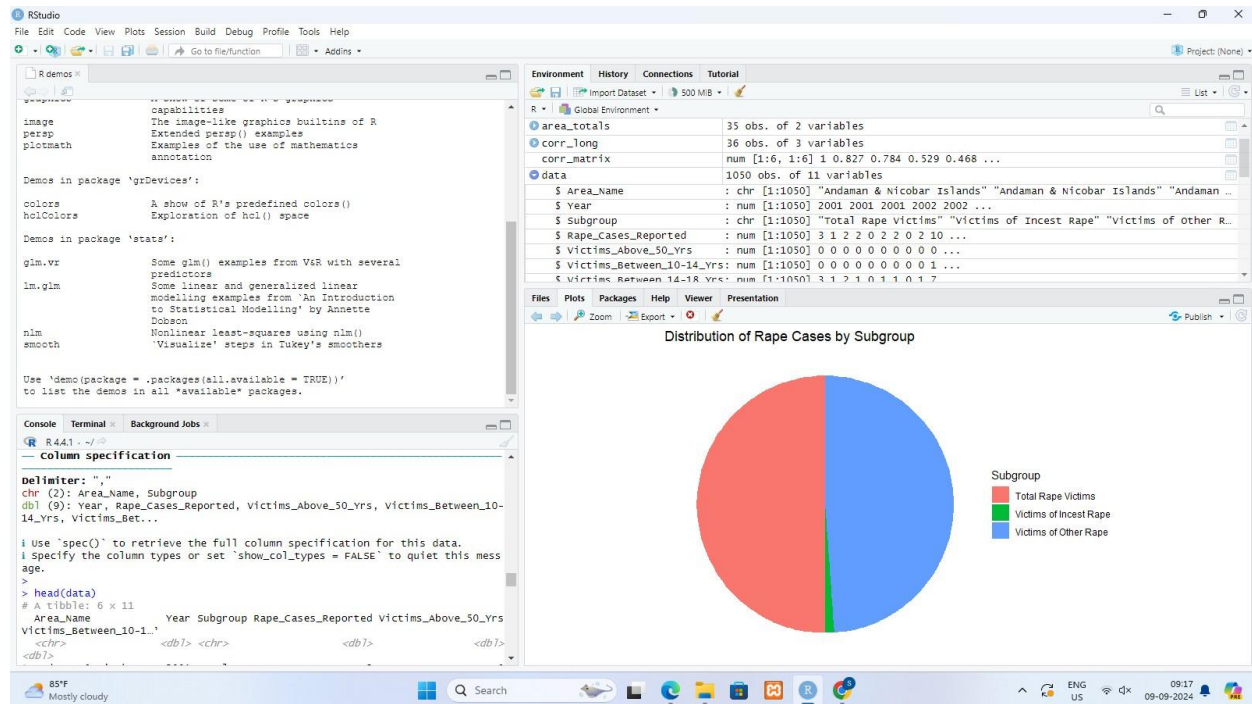 RStudio
File Edit Code View Plots Session Build Debug Profile Tools Help
Go to file/function
Addins
Project: (None)
R demos
capabilities
image The image-like graphics builtins of R
persp Extended persp() examples
plotmath Examples of the use of mathematics
annotation
Demos in package 'grDevices':
colors A show of R's predefined colors()
hclColors Exploration of hcl() space
Demos in package 'stats':
glm.vr Some glm() examples from V&R with several
predictors
lm.glm Some linear and generalized linear
modelling examples from `An Introduction
to Statistical Modelling' by Annette
Dobson
nlm Nonlinear least-squares using nlm()
smooth `Visualize' steps in Tukey's smoothers
Use 'demo(package = .packages(all.available = TRUE))'
to list the demos in all *available* packages.
Console Terminal Background Jobs
R 4.4.1 · ~/
Column specification
Delimiter: ","
chr (2): Area_Name, Subgroup
dbl (9): Year, Rape_Cases_Reported, Victims_Above_50_Yrs, Victims_Between_10-
14_Yrs, Victims_Bet...
i Use `spec()` to retrieve the full column specification for this data.
i Specify the column types or set `show_col_types = FALSE` to quiet this mess
age.
>
> head(data)
# A tibble: 6 x 11
Area_Name Year Subgroup Rape_Cases_Reported Victims_Above_50_Yrs
Victims_Between_10-1…¹
<chr> <dbl> <chr> <dbl> <dbl>
<dbl>
Environment History Connections Tutorial
Import Dataset 500 MiB List
R Global Environment
area_totals 35 obs. of 2 variables
corr_long 36 obs. of 3 variables
corr_matrix num [1:6, 1:6] 1 0.827 0.784 0.529 0.468 ...
data 1050 obs. of 11 variables
$ Area_Name : chr [1:1050] "Andaman & Nicobar Islands" "Andaman & Nicobar Islands" "Andaman …
$ Year : num [1:1050] 2001 2001 2001 2002 2002 ...
$ Subgroup : chr [1:1050] "Total Rape Victims" "Victims of Incest Rape" "Victims of Other R…
$ Rape_Cases_Reported : num [1:1050] 3 1 2 2 0 2 2 0 2 10 ...
$ Victims_Above_50_Yrs : num [1:1050] 0 0 0 0 0 0 0 0 0 0 ...
$ Victims_Between_10-14_Yrs: num [1:1050] 0 0 0 0 0 0 0 0 0 1 ...
$ Victims_Between_14-18_Yrs: num [1:1050] 3 1 2 1 0 1 1 0 1 7
Files Plots Packages Help Viewer Presentation
Zoom Export Publish
Distribution of Rape Cases by Subgroup
Subgroup
Total Rape Victims
Victims of Incest Rape
Victims of Other Rape
85°F
Mostly cloudy
Search
ENG
US
09:17
09-09-2024